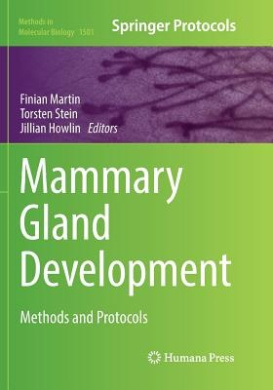 Methods in
Molecular Biology 1501
Springer Protocols
Finian Martin
Torsten Stein
Jillian Howlin Editors
Mammary
Gland
Development
Methods and Protocols
Humana Press